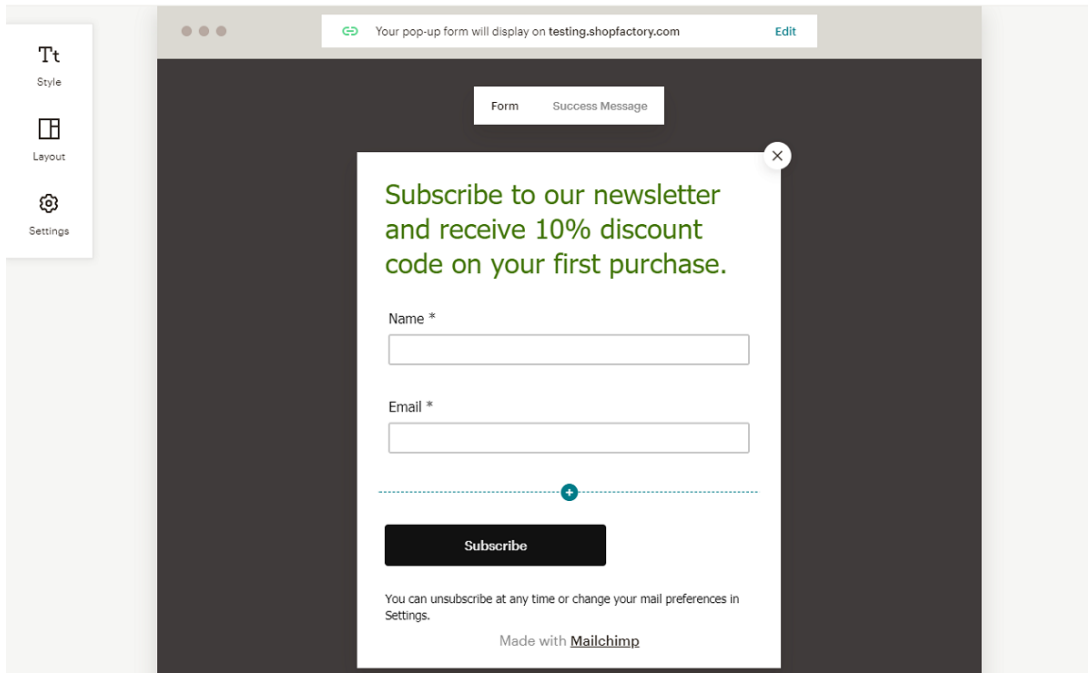 Your pop-up form will display on testing.shopfactory.com Edit
Tt
Style
Layout
Settings
Form Success Message
Subscribe to our newsletter
and receive 10% discount
code on your first purchase.
Name *
Email *
Subscribe
You can unsubscribe at any time or change your mail preferences in
Settings.
Made with Mailchimp